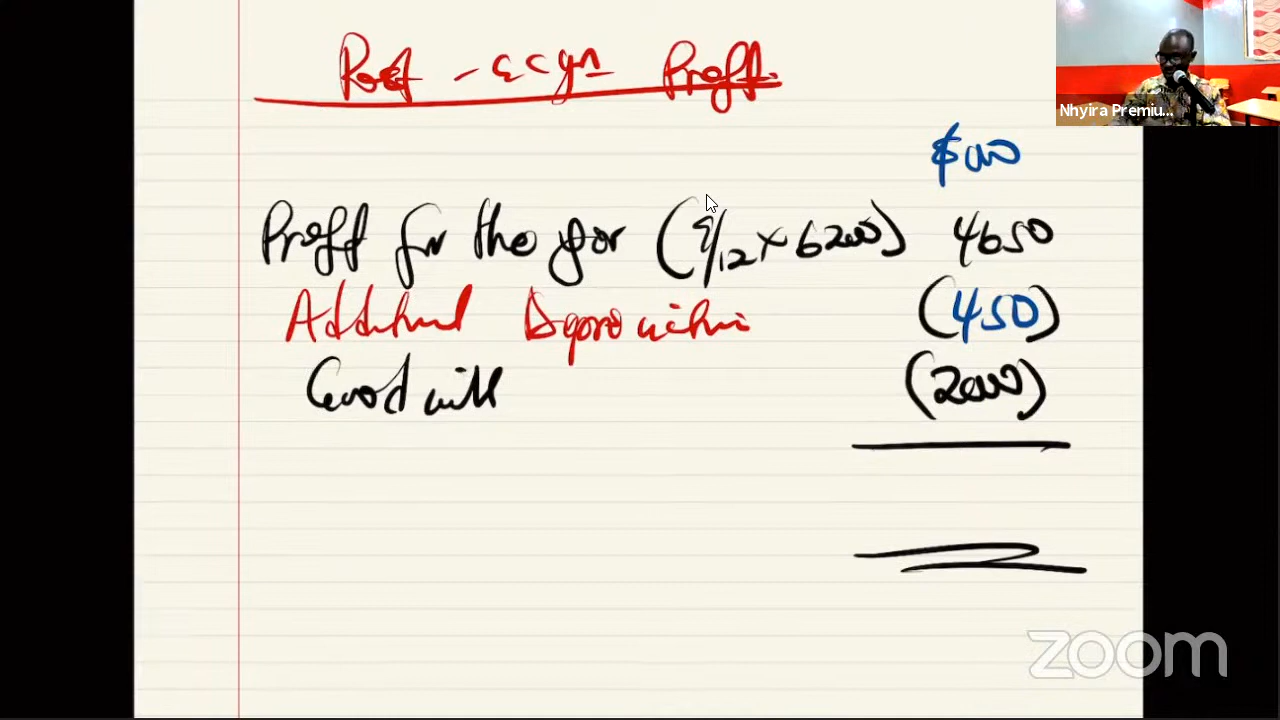 Post - acqn Profit
Nhyira Premiu...
$000
Profit for the year (9/12 x 6200) 4650
Additional Depreciation (450)
Goodwill (2000)
zoom